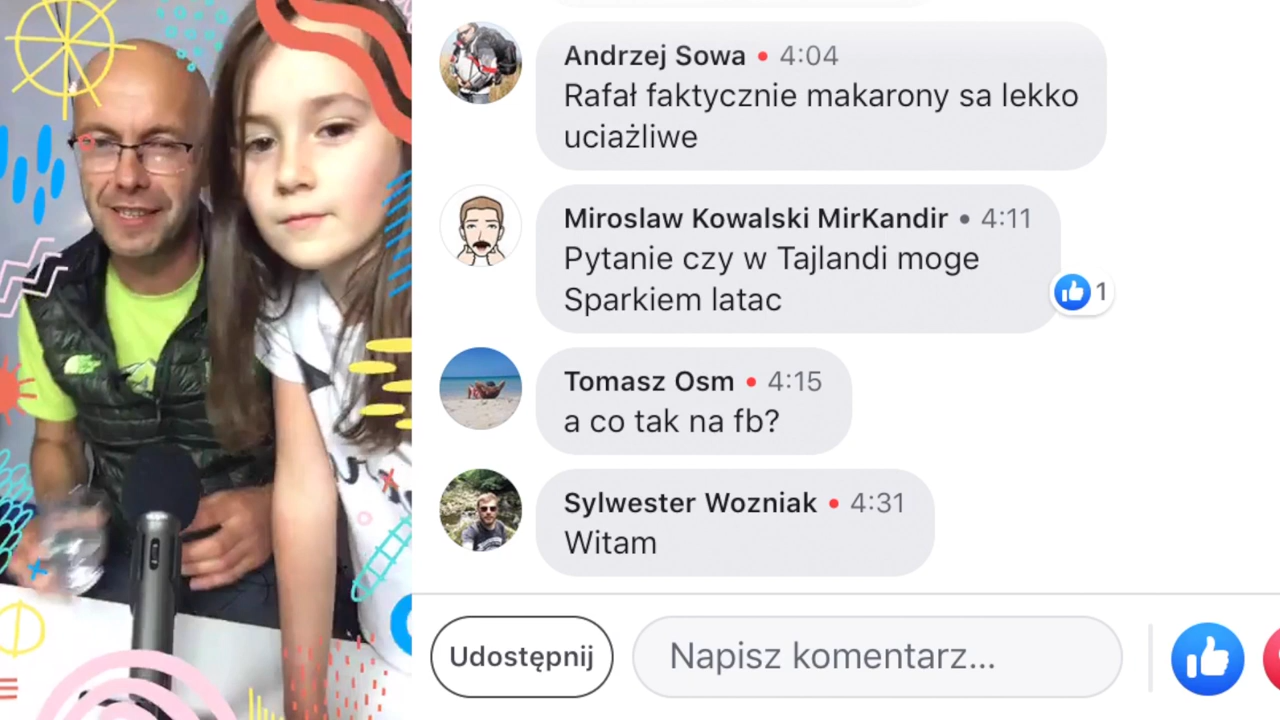 Andrzej Sowa • 4:04
Rafał faktycznie makarony sa lekko
uciażliwe
Miroslaw Kowalski MirKandir • 4:11
Pytanie czy w Tajlandi moge
Sparkiem latac
1
Tomasz Osm • 4:15
a co tak na fb?
Sylwester Wozniak • 4:31
Witam
Udostępnij
Napisz komentarz...